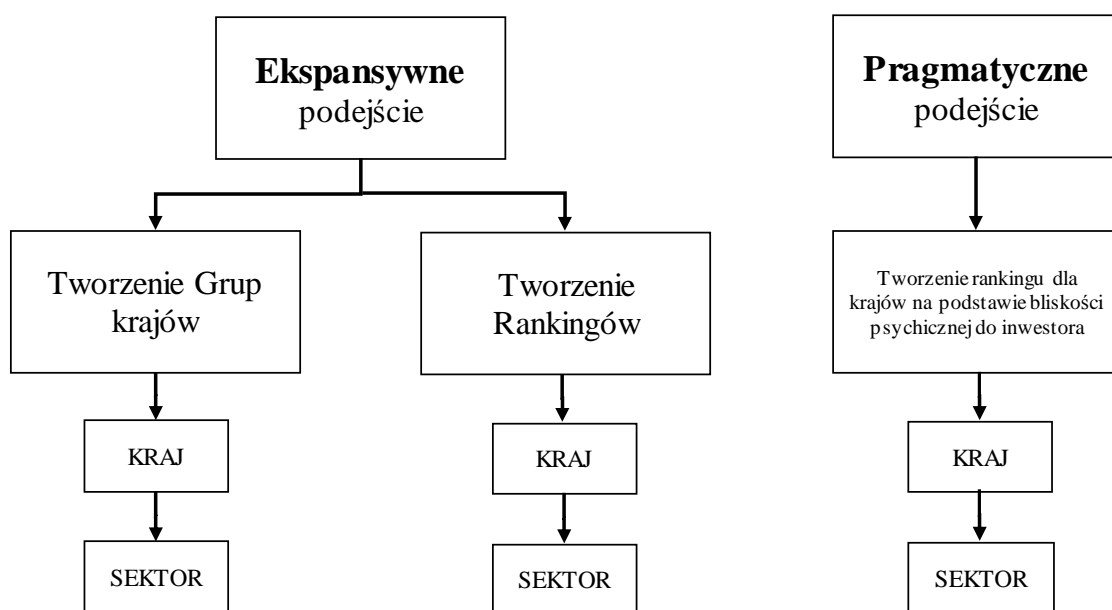 Ekspansywne
podejście
Pragmatyczne
podejście
Tworzenie Grup
krajów
Tworzenie
Rankingów
Tworzenie rankingu dla
krajów na podstawie bliskości
psychicznej do inwestora
KRAJ
KRAJ
KRAJ
SEKTOR
SEKTOR
SEKTOR